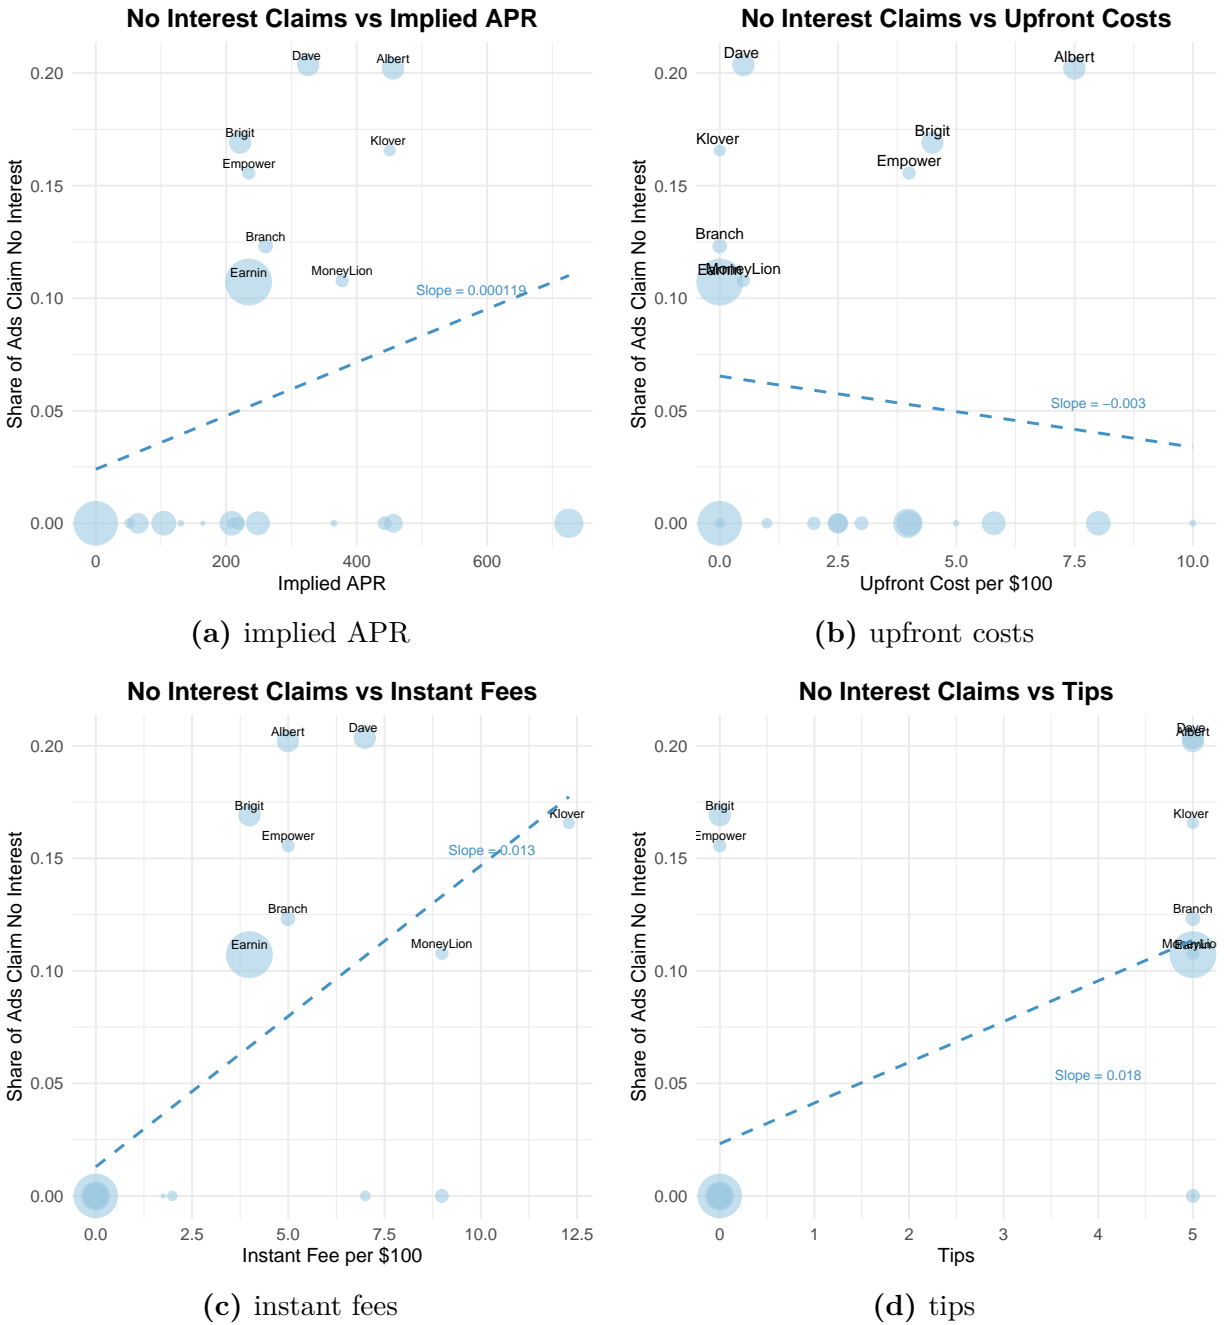 No Interest Claims vs Implied APR
Share of Ads Claim No Interest
0.20
0.15
0.10
0.05
0.00
Dave
Albert
Brigit
Klover
Empower
Branch
Earnin
MoneyLion
Slope = 0.000119
0 200 400 600
Implied APR
(a) implied APR
No Interest Claims vs Upfront Costs
Share of Ads Claim No Interest
0.20
0.15
0.10
0.05
0.00
Dave
Albert
Klover
Brigit
Empower
Branch
Earnin
MoneyLion
Slope = −0.003
0.0 2.5 5.0 7.5 10.0
Upfront Cost per $100
(b) upfront costs
No Interest Claims vs Instant Fees
Share of Ads Claim No Interest
0.20
0.15
0.10
0.05
0.00
Albert
Dave
Brigit
Klover
Empower
Slope = 0.013
Branch
Earnin
MoneyLion
0.0 2.5 5.0 7.5 10.0 12.5
Instant Fee per $100
(c) instant fees
No Interest Claims vs Tips
Share of Ads Claim No Interest
0.20
0.15
0.10
0.05
0.00
Dave
Albert
Brigit
Klover
Empower
Branch
MoneyLio
Earnin
Slope = 0.018
0 1 2 3 4 5
Tips
(d) tips